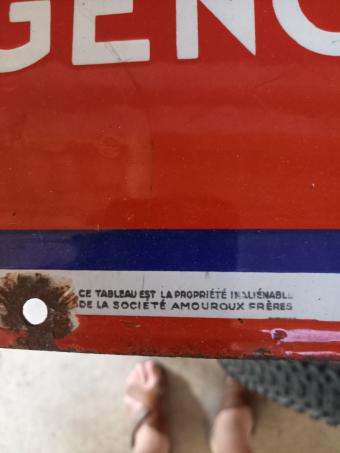 GENC
CE TABLEAU EST LA PROPRIÉTÉ INALIÉNABLE
DE LA SOCIÉTÉ AMOUROUX FRÈRES